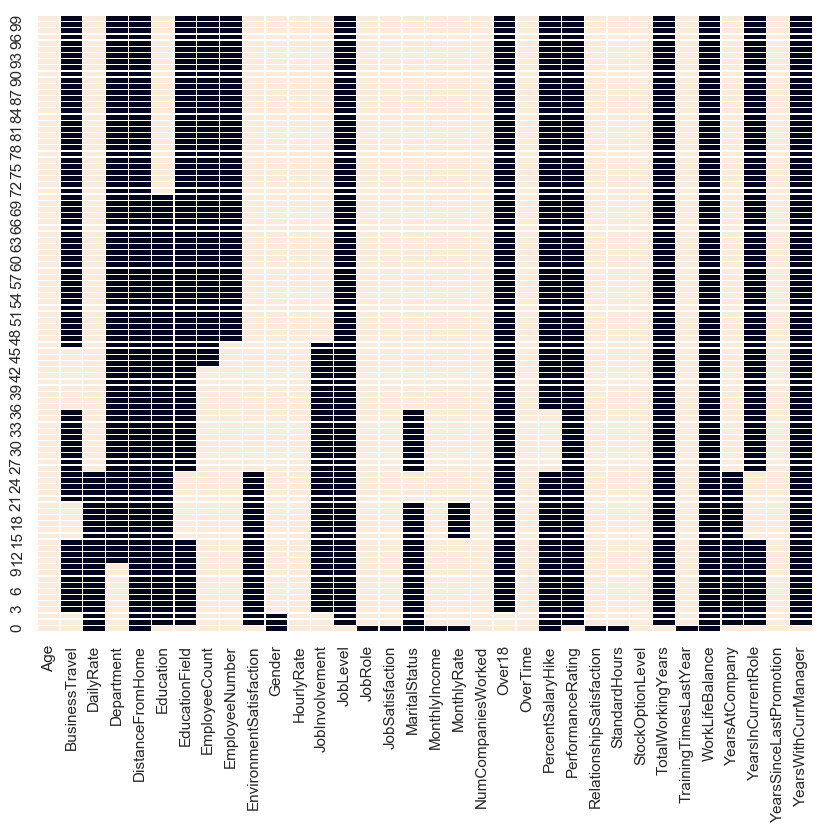 99
96
93
90
87
84
81
78
75
72
69
66
63
60
57
54
51
48
45
42
39
36
33
30
27
24
21
18
15
12
9
6
3
0
Age
BusinessTravel
DailyRate
Department
DistanceFromHome
Education
EducationField
EmployeeCount
EmployeeNumber
EnvironmentSatisfaction
Gender
HourlyRate
JobInvolvement
JobLevel
JobRole
JobSatisfaction
MaritalStatus
MonthlyIncome
MonthlyRate
NumCompaniesWorked
Over18
OverTime
PercentSalaryHike
PerformanceRating
RelationshipSatisfaction
StandardHours
StockOptionLevel
TotalWorkingYears
TrainingTimesLastYear
WorkLifeBalance
YearsAtCompany
YearsInCurrentRole
YearsSinceLastPromotion
YearsWithCurrManager